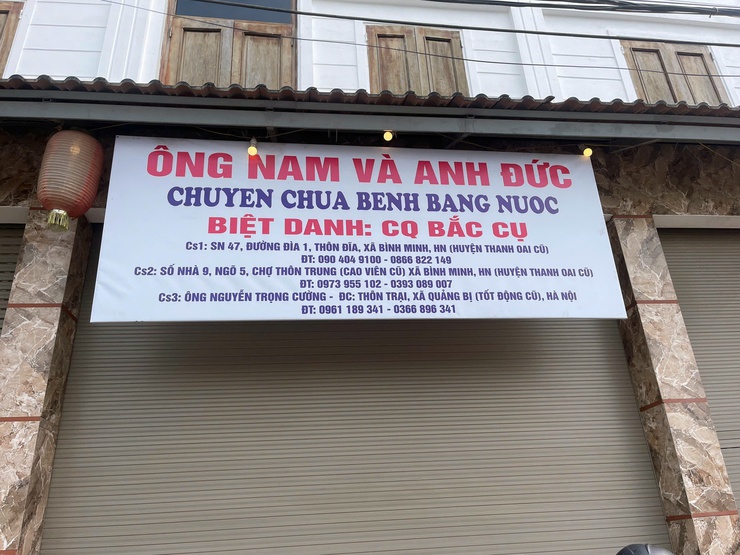 ÔNG NAM VÀ ANH ĐỨC
CHUYEN CHUA BENH BANG NUOC
BIỆT DANH: CQ BẮC CỤ
Cs1: SN 47, ĐƯỜNG ĐÌA 1, THÔN ĐĨA, XÃ BÌNH MINH, HN (HUYỆN THANH OAI CŨ)
ĐT: 090 404 9100 - 0866 822 149
Cs2: SỐ NHÀ 9, NGÕ 5, CHỢ THÔN TRUNG (CAO VIÊN CŨ) XÃ BÌNH MINH, HN (HUYỆN THANH OAI CŨ)
ĐT: 0973 955 102 - 0393 089 007
Cs3: ÔNG NGUYỄN TRỌNG CƯỜNG - ĐC: THÔN TRẠI, XÃ QUẢNG BỊ (TỐT ĐỘNG CŨ), HÀ NỘI
ĐT: 0961 189 341 - 0366 896 341